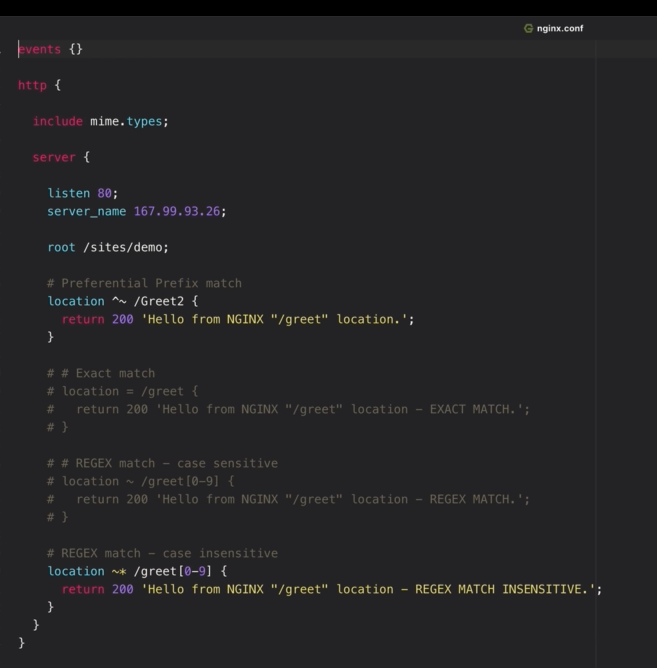 nginx.conf
events {}
http {
include mime.types;
server {
listen 80;
server_name 167.99.93.26;
root /sites/demo;
# Preferential Prefix match
location ^~ /Greet2 {
return 200 'Hello from NGINX "/greet" location.';
}
# # Exact match
# location = /greet {
#   return 200 'Hello from NGINX "/greet" location - EXACT MATCH.';
# }
# # REGEX match - case sensitive
# location ~ /greet[0-9] {
#   return 200 'Hello from NGINX "/greet" location - REGEX MATCH.';
# }
# REGEX match - case insensitive
location ~* /greet[0-9] {
return 200 'Hello from NGINX "/greet" location - REGEX MATCH INSENSITIVE.';
}
}
}